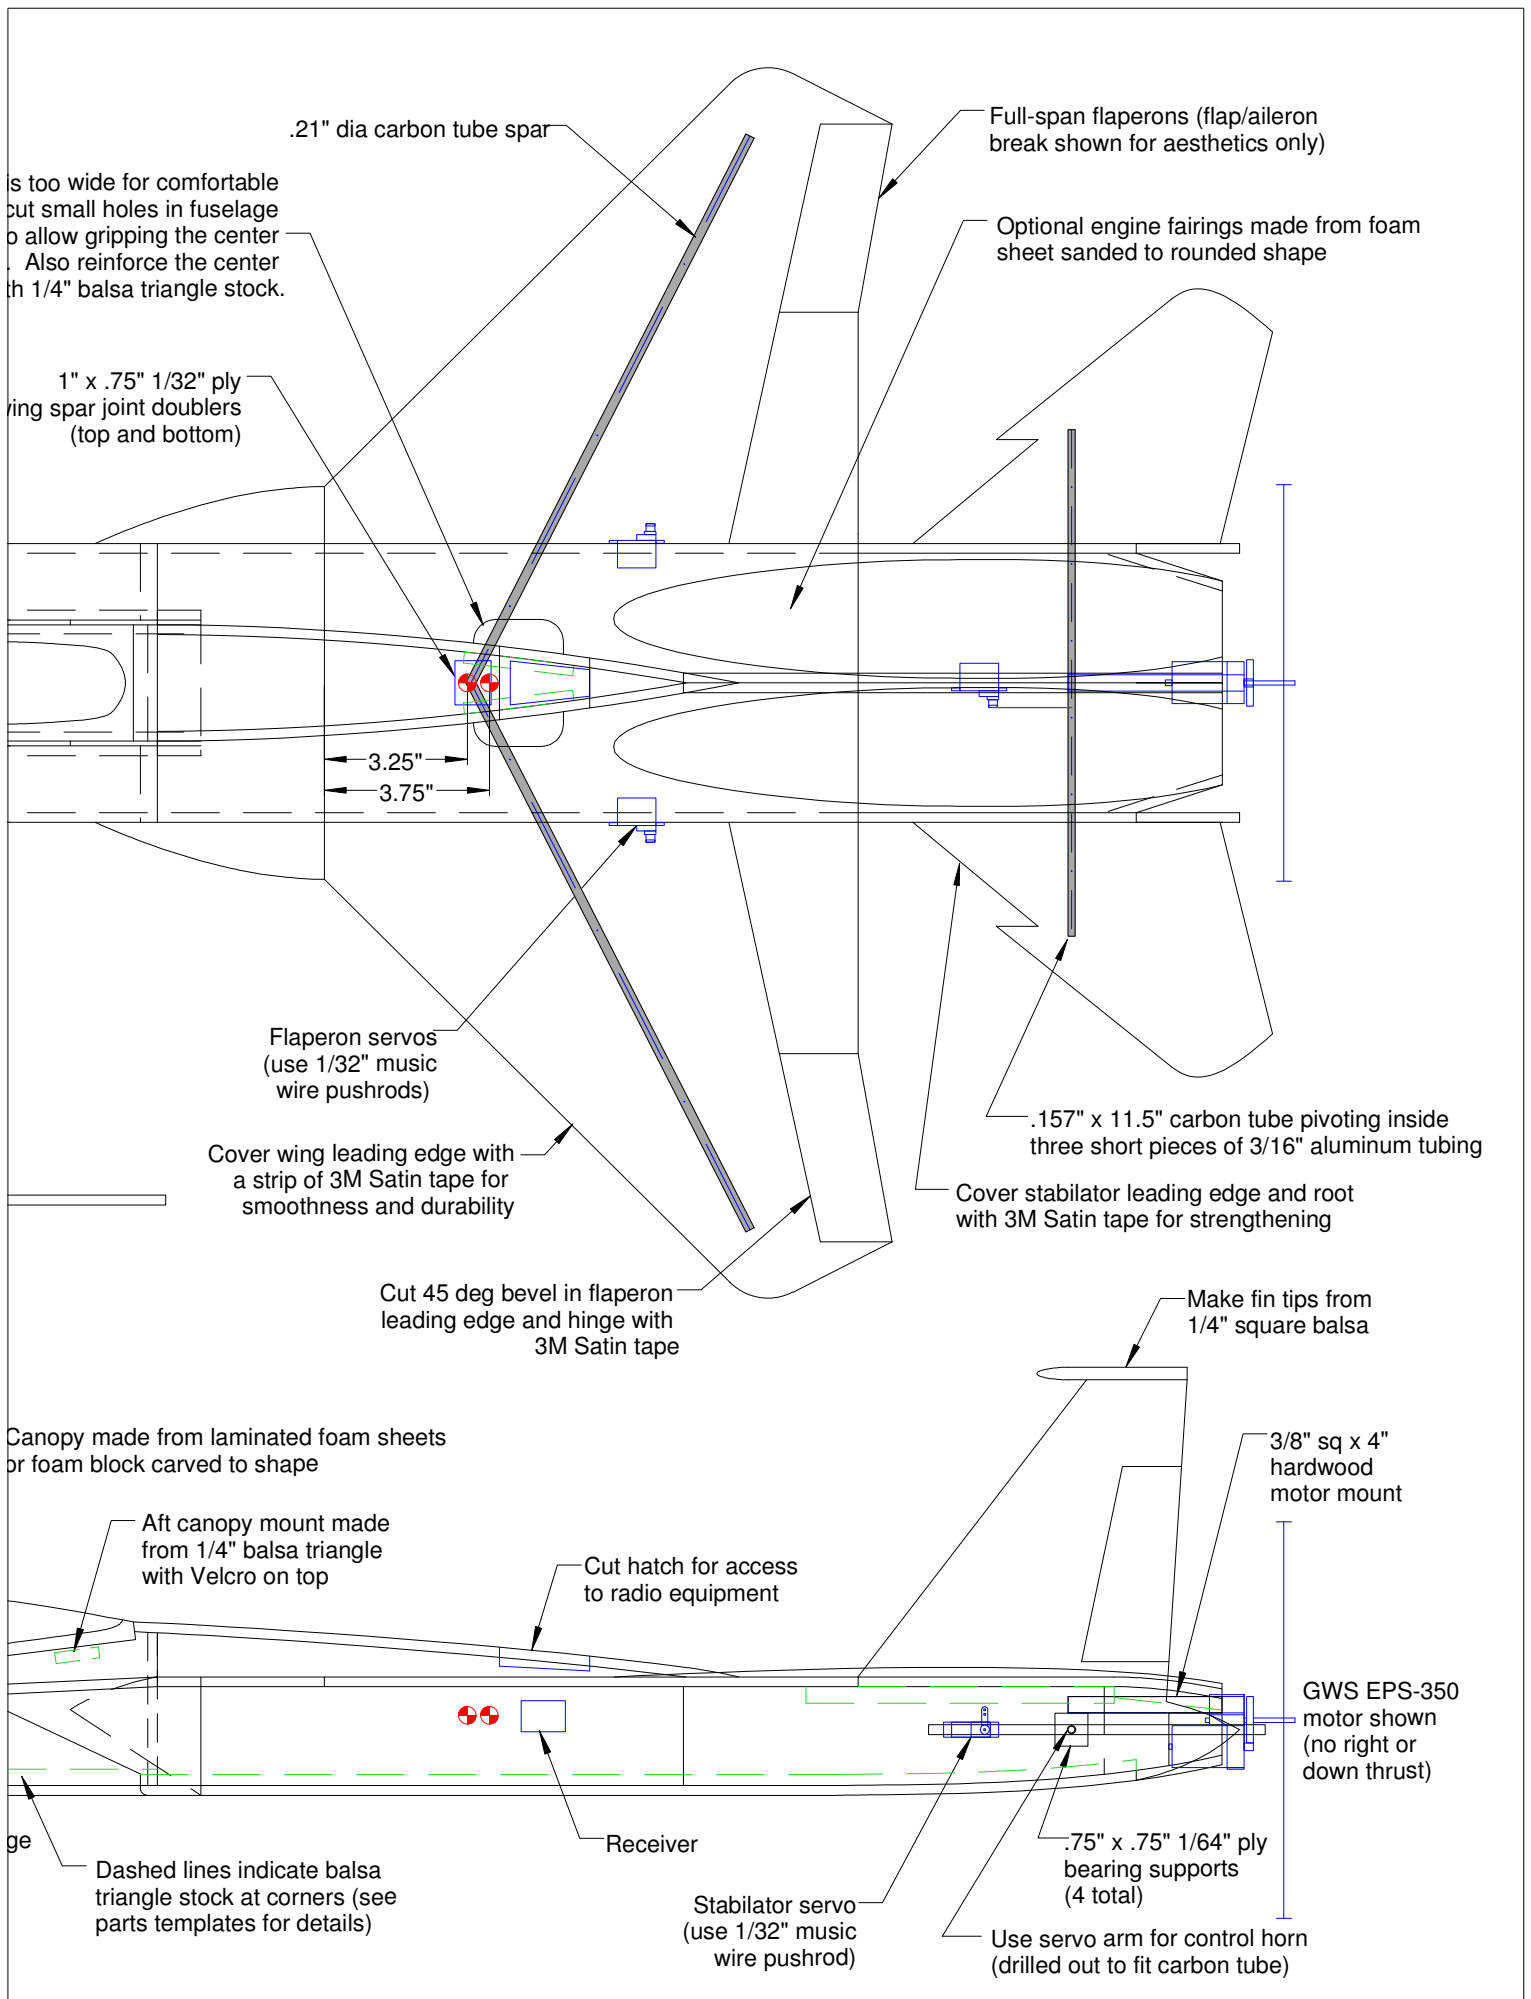 .21" dia carbon tube spar
Full-span flaperons (flap/aileron
break shown for aesthetics only)
is too wide for comfortable
cut small holes in fuselage
o allow gripping the center
. Also reinforce the center
th 1/4" balsa triangle stock.
Optional engine fairings made from foam
sheet sanded to rounded shape
1" x .75" 1/32" ply
wing spar joint doublers
(top and bottom)
3.25"
3.75"
Flaperon servos
(use 1/32" music
wire pushrods)
Cover wing leading edge with
a strip of 3M Satin tape for
smoothness and durability
.157" x 11.5" carbon tube pivoting inside
three short pieces of 3/16" aluminum tubing
Cover stabilator leading edge and root
with 3M Satin tape for strengthening
Cut 45 deg bevel in flaperon
leading edge and hinge with
3M Satin tape
Make fin tips from
1/4" square balsa
Canopy made from laminated foam sheets
or foam block carved to shape
3/8" sq x 4"
hardwood
motor mount
Aft canopy mount made
from 1/4" balsa triangle
with Velcro on top
Cut hatch for access
to radio equipment
GWS EPS-350
motor shown
(no right or
down thrust)
ge
Receiver
Dashed lines indicate balsa
triangle stock at corners (see
parts templates for details)
.75" x .75" 1/64" ply
bearing supports
(4 total)
Stabilator servo
(use 1/32" music
wire pushrod)
Use servo arm for control horn
(drilled out to fit carbon tube)